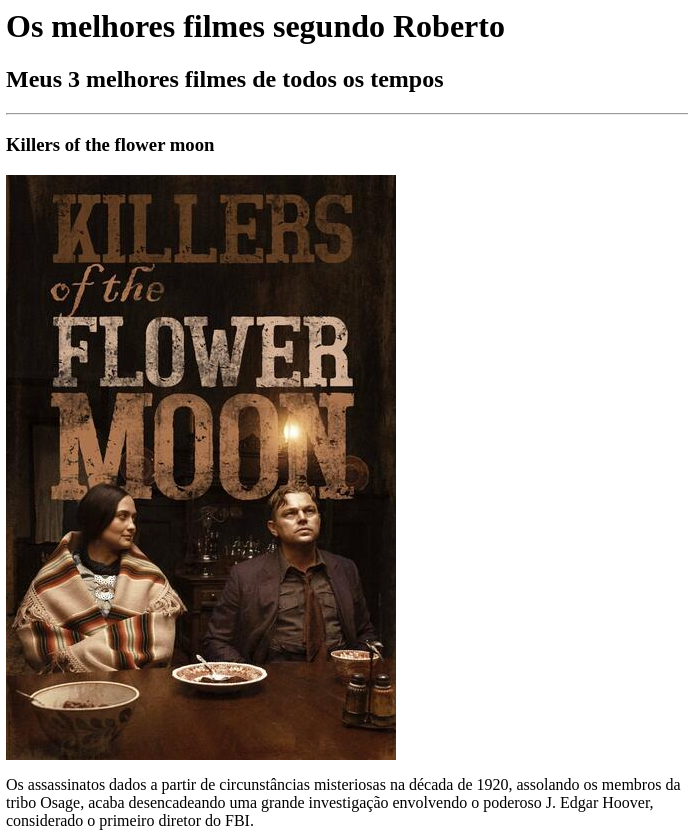 Os melhores filmes segundo Roberto
Meus 3 melhores filmes de todos os tempos
Killers of the flower moon
KILLERS
of the
FLOWER
MOON
Os assassinatos dados a partir de circunstâncias misteriosas na década de 1920, assolando os membros da
tribo Osage, acaba desencadeando uma grande investigação envolvendo o poderoso J. Edgar Hoover,
considerado o primeiro diretor do FBI.